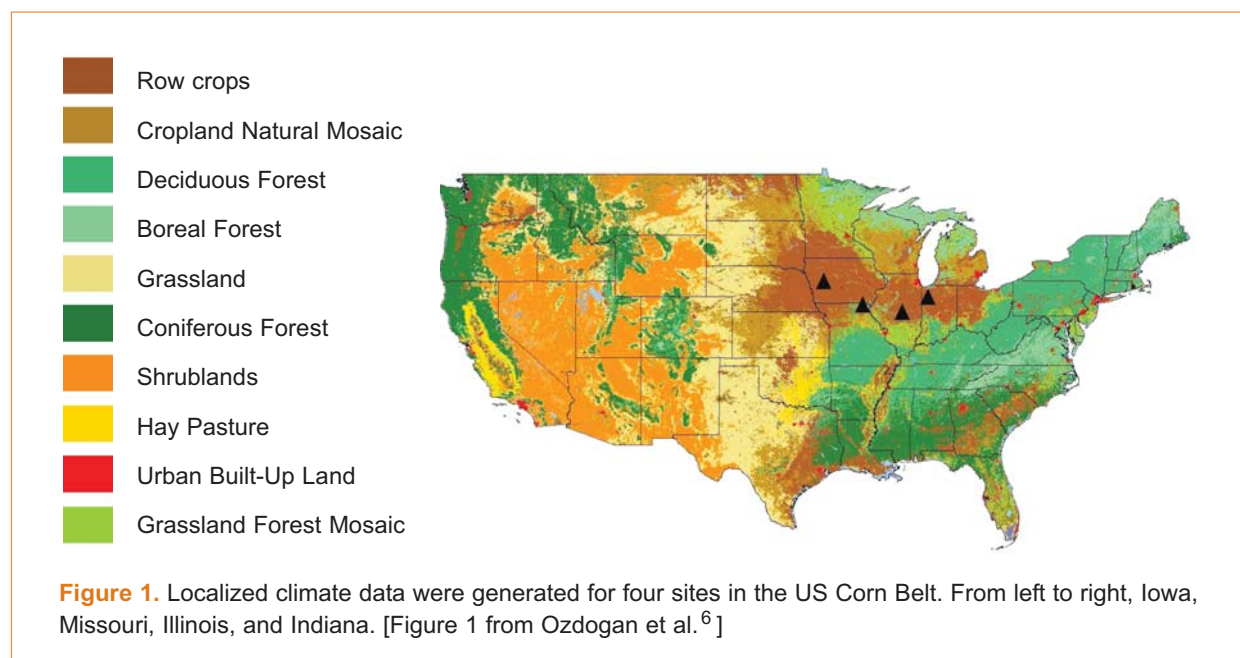 Row crops
Cropland Natural Mosaic
Deciduous Forest
Boreal Forest
Grassland
Coniferous Forest
Shrublands
Hay Pasture
Urban Built-Up Land
Grassland Forest Mosaic
Figure 1. Localized climate data were generated for four sites in the US Corn Belt. From left to right, Iowa,
Missouri, Illinois, and Indiana. [Figure 1 from Ozdogan et al.6 ]